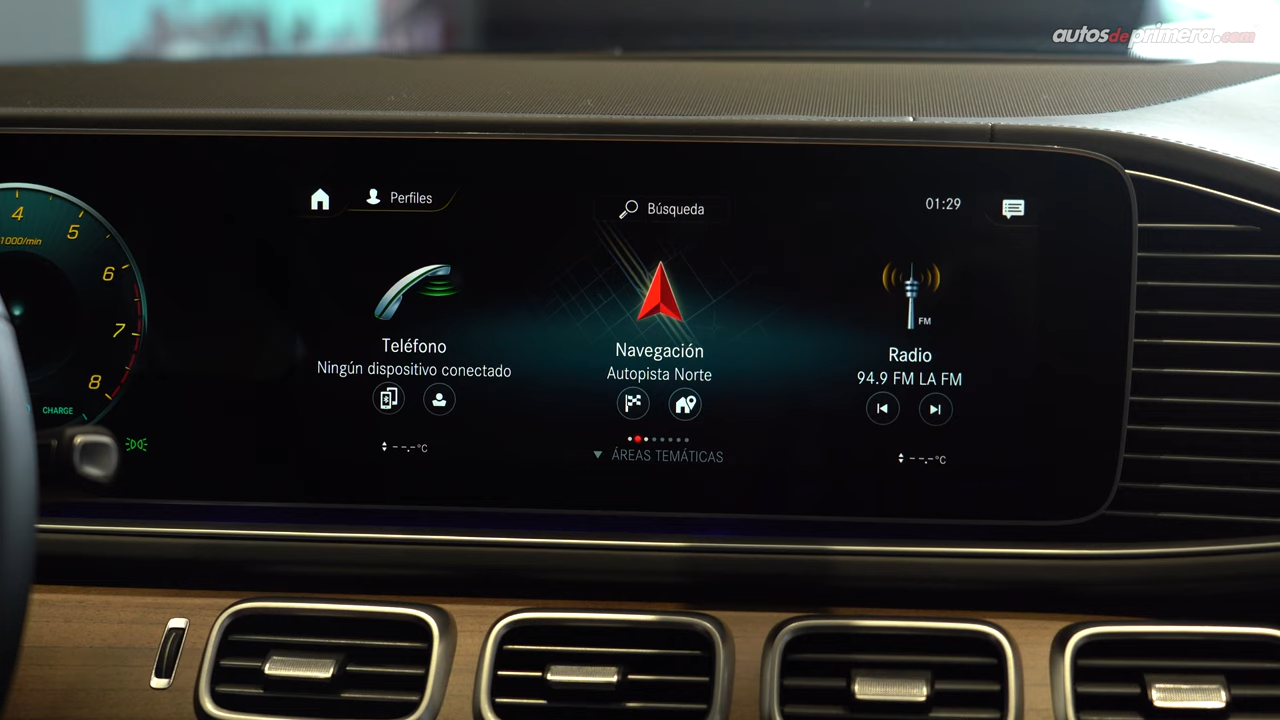 autosdeprimera.com
Perfiles
Búsqueda
01:29
4
5
1000/min
6
7
8
CHARGE
Teléfono
Ningún dispositivo conectado
Navegación
Autopista Norte
FM
Radio
94.9 FM LA FM
--.-°C
ÁREAS TEMÁTICAS
--.-°C